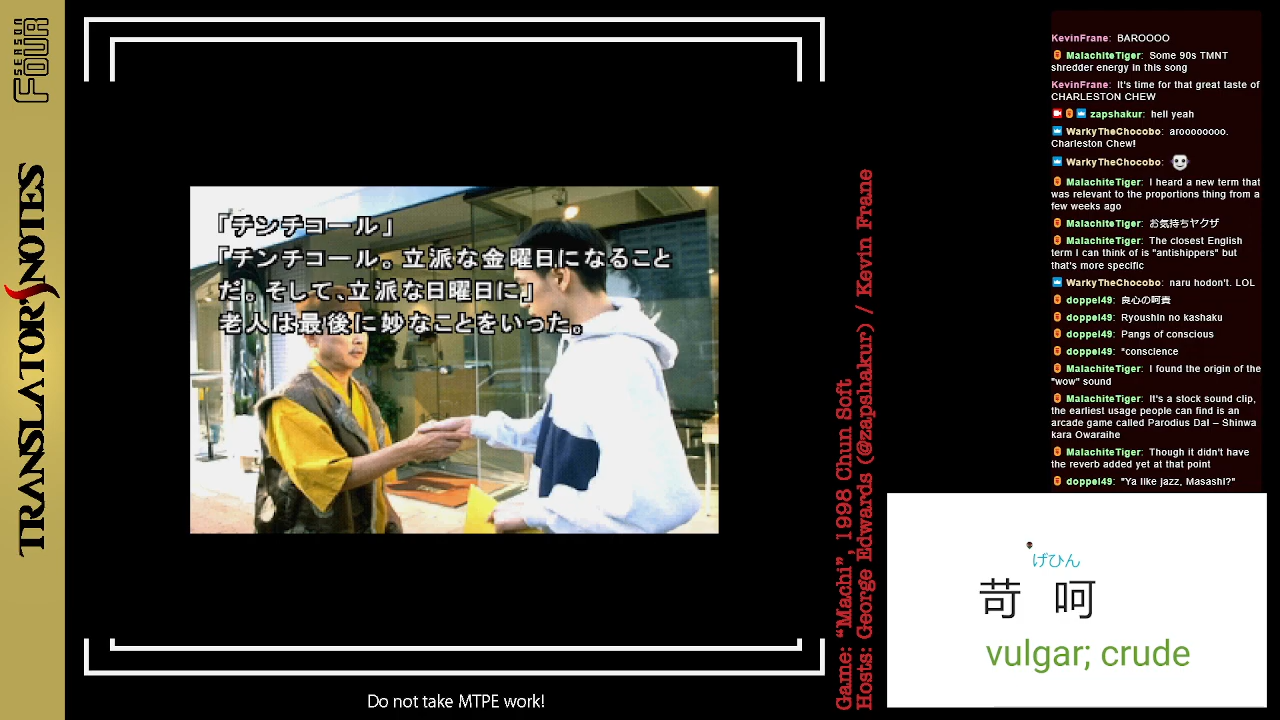 SEASON
FOUR
TRANSLATOR'S NOTES
「チンチコール」
「チンチコール。立派な金曜日になること
だ。そして、立派な日曜日に」
老人は最後に妙なことをいった。
Do not take MTPE work!
Game: “Machi”, 1998 Chun Soft
Hosts: George Edwards (@zapshakur) / Kevin Frane
KevinFrane: BAROOOO
MalachiteTiger: Some 90s TMNT
shredder energy in this song
KevinFrane: It's time for that great taste of
CHARLESTON CHEW
zapshakur: hell yeah
WarkyTheChocobo: arooooooooo.
Charleston Chew!
WarkyTheChocobo:
MalachiteTiger: I heard a new term that
was relevant to the proportions thing from a
few weeks ago
MalachiteTiger: お気持ちヤクザ
MalachiteTiger: The closest English
term I can think of is "antishippers" but
that's more specific
WarkyTheChocobo: naru hodon't. LOL
doppel49: 良心の呵責
doppel49: Ryoushin no kashaku
doppel49: Pangs of conscious
doppel49: *conscience
MalachiteTiger: I found the origin of the
"wow" sound
MalachiteTiger: It's a stock sound clip,
the earliest usage people can find is an
arcade game called Parodius Da! ~ Shinwa
kara Owaraihe
MalachiteTiger: Though it didn't have
the reverb added yet at that point
doppel49: "Ya like jazz, Masashi?"
げひん
苛 呵
vulgar; crude